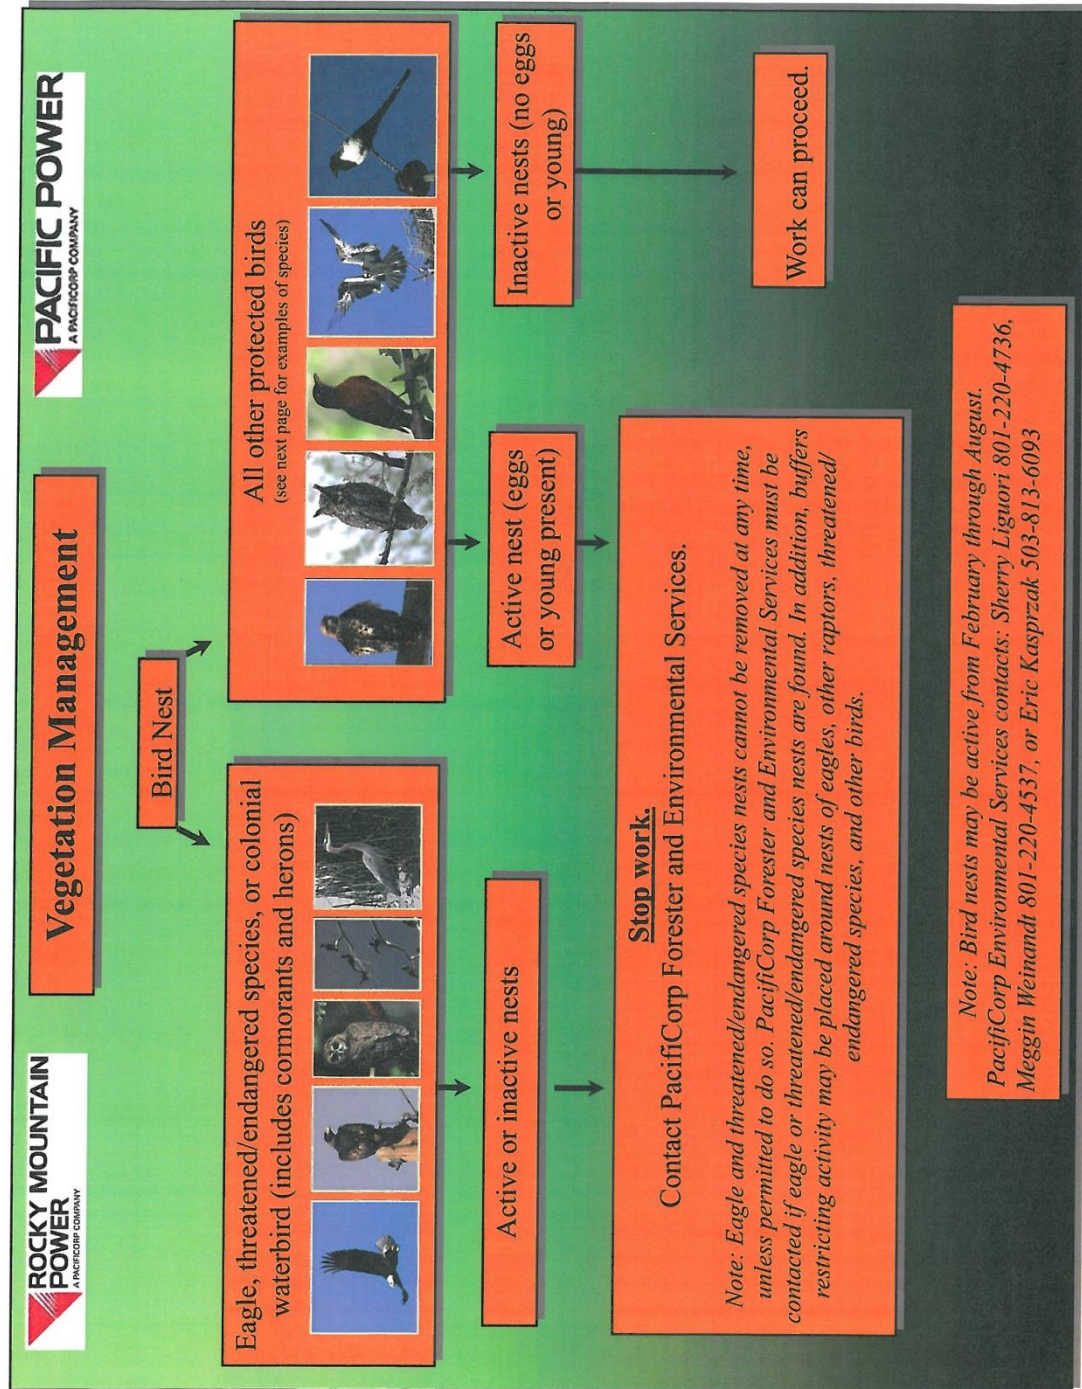 ROCKY MOUNTAIN
POWER
A PACIFICORP COMPANY
Vegetation Management
PACIFIC POWER
A PACIFICORP COMPANY
Bird Nest
Eagle, threatened/endangered species, or colonial
waterbird (includes cormorants and herons)
All other protected birds
(see next page for examples of species)
Active or inactive nests
Active nest (eggs
or young present)
Inactive nests (no eggs
or young)
Stop work.
Contact PacifiCorp Forester and Environmental Services.
Note: Eagle and threatened/endangered species nests cannot be removed at any time,
unless permitted to do so. PacifiCorp Forester and Environmental Services must be
contacted if eagle or threatened/endangered species nests are found. In addition, buffers
restricting activity may be placed around nests of eagles, other raptors, threatened/
endangered species, and other birds.
Work can proceed.
Note: Bird nests may be active from February through August.
PacifiCorp Environmental Services contacts: Sherry Liguori 801-220-4736,
Meggin Weinandt 801-220-4537, or Eric Kasprzak 503-813-6093